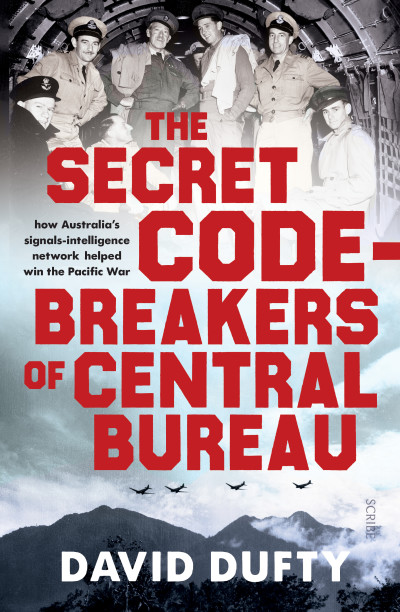 THE
SECRET
how Australia's
signals-intelligence
network helped
win the Pacific War
CODE-
BREAKERS
OF CENTRAL
BUREAU
SCRIBE
DAVID DUFTY